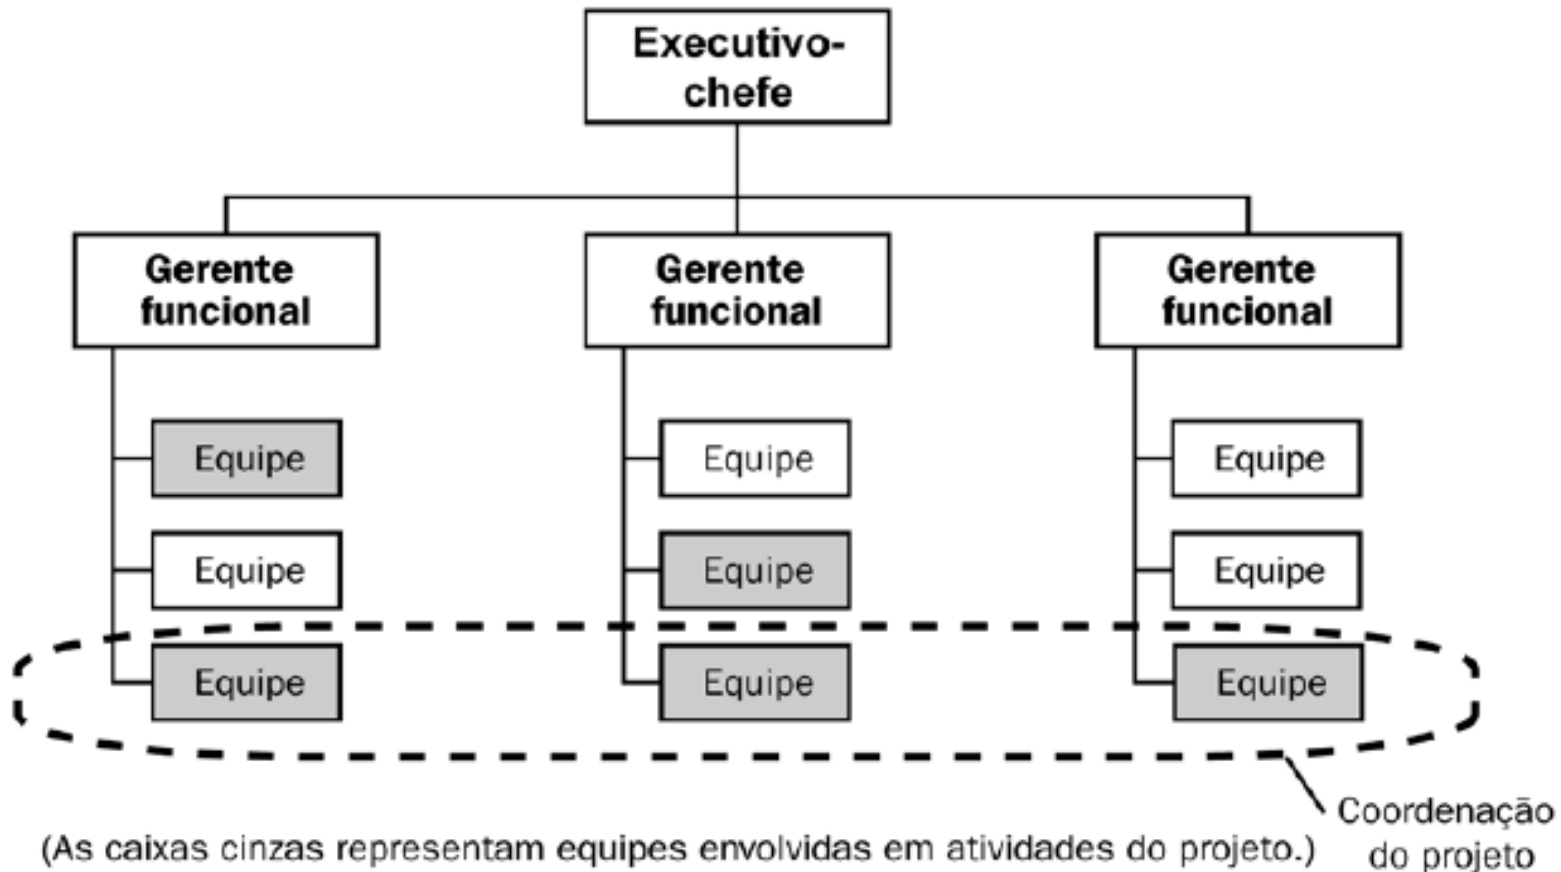 Executivo-
chefe
Gerente
funcional
Gerente
funcional
Gerente
funcional
Equipe
Equipe
Equipe
Equipe
Equipe
Equipe
Equipe
Equipe
Equipe
Coordenação
do projeto
(As caixas cinzas representam equipes envolvidas em atividades do projeto.)